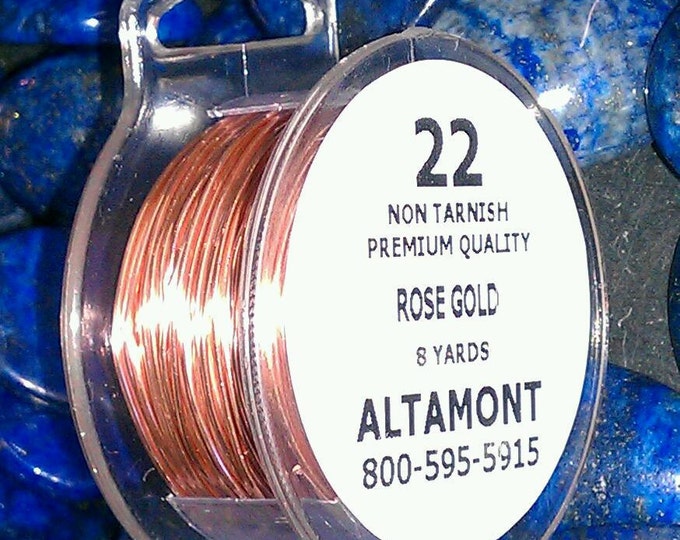 22
NON TARNISH
PREMIUM QUALITY
ROSE GOLD
8 YARDS
ALTAMONT
800-595-5915